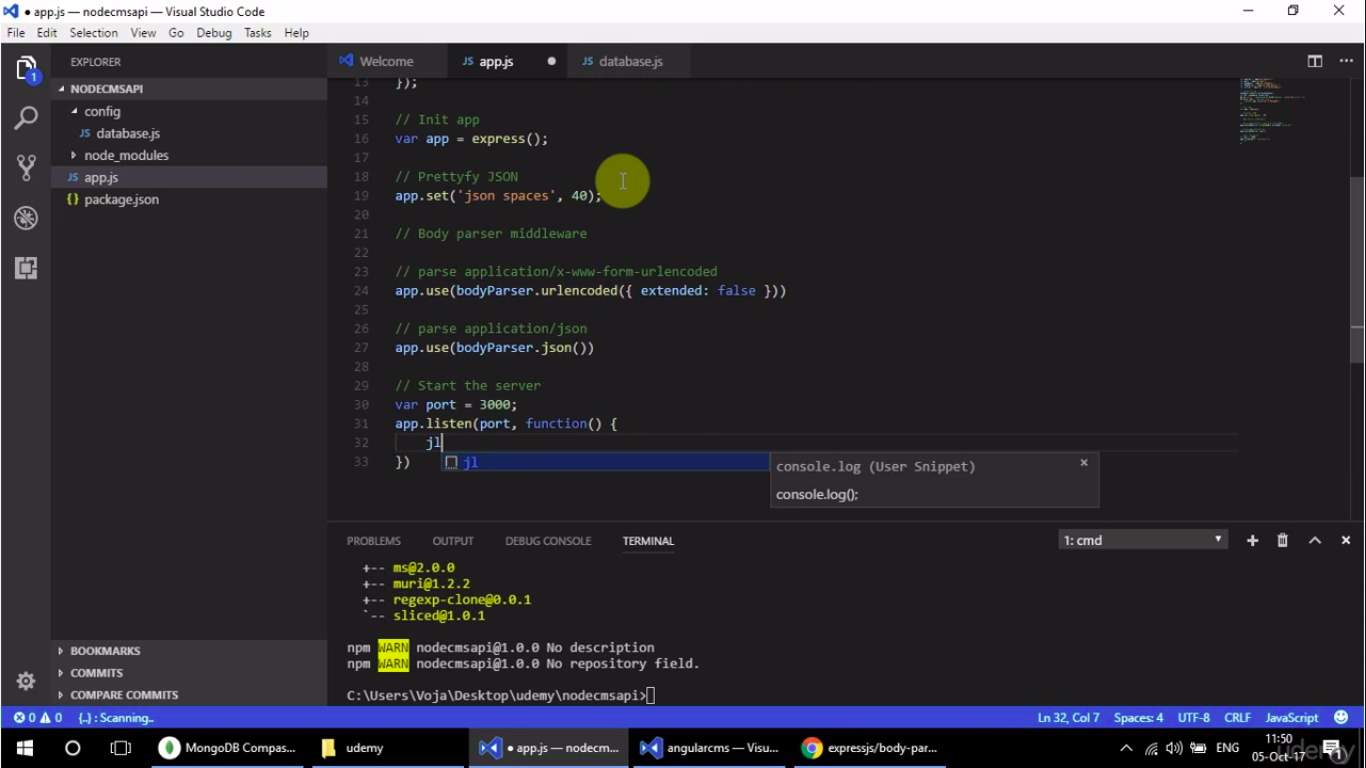 ● app.js — nodecmsapi — Visual Studio Code
File Edit Selection View Go Debug Tasks Help
EXPLORER
NODECMSAPI
config
JS database.js
node_modules
JS app.js
{} package.json
BOOKMARKS
COMMITS
COMPARE COMMITS
Welcome JS app.js ● JS database.js
13 });
14
15 // Init app
16 var app = express();
17
18 // Prettyfy JSON
19 app.set('json spaces', 40);
20
21 // Body parser middleware
22
23 // parse application/x-www-form-urlencoded
24 app.use(bodyParser.urlencoded({ extended: false }))
25
26 // parse application/json
27 app.use(bodyParser.json())
28
29 // Start the server
30 var port = 3000;
31 app.listen(port, function() {
32 jl
33 })
jl
console.log (User Snippet) ×
console.log();
PROBLEMS OUTPUT DEBUG CONSOLE TERMINAL 1: cmd
+-- ms@2.0.0
+-- muri@1.2.2
+-- regexp-clone@0.0.1
`-- sliced@1.0.1
npm WARN nodecmsapi@1.0.0 No description
npm WARN nodecmsapi@1.0.0 No repository field.
C:\Users\Voja\Desktop\udemy\nodecmsapi>
0 0 {..} : Scanning.. Ln 32, Col 7 Spaces: 4 UTF-8 CRLF JavaScript
1
MongoDB Compas... udemy ● app.js — nodecm... angularcms — Visu... expressjs/body-par... ENG 11:50
05-Oct-17
udemy
1